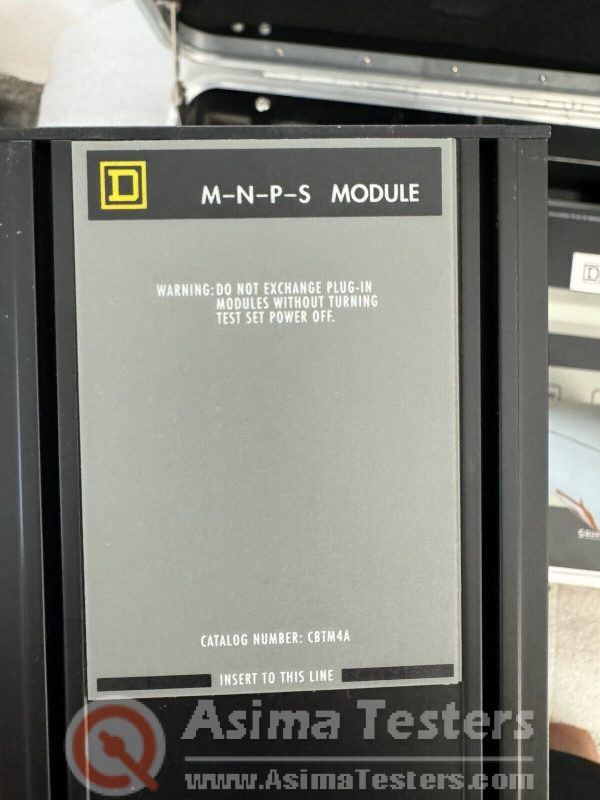 D
M-N-P-S MODULE
WARNING: DO NOT EXCHANGE PLUG-IN
MODULES WITHOUT TURNING
TEST SET POWER OFF.
CATALOG NUMBER: CBTM4A
INSERT TO THIS LINE
Asima Testers
www.AsimaTesters.com